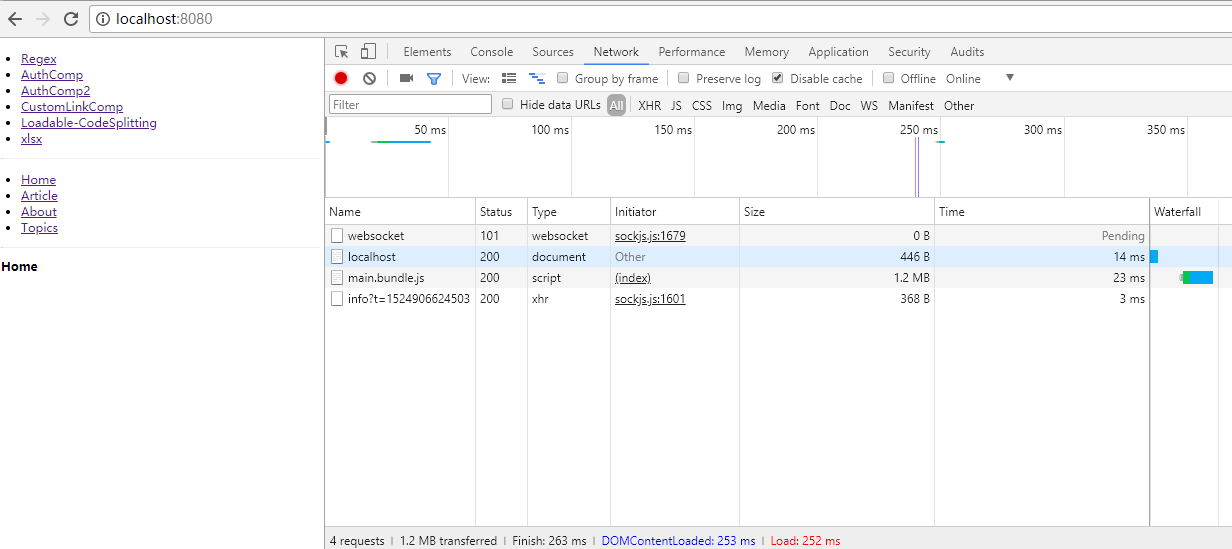 localhost:8080
Regex
AuthComp
AuthComp2
CustomLinkComp
Loadable-CodeSplitting
xlsx
Home
Article
About
Topics
Home
Elements Console Sources Network Performance Memory Application Security Audits
View: Group by frame Preserve log Disable cache Offline Online
Filter Hide data URLs All XHR JS CSS Img Media Font Doc WS Manifest Other
50 ms 100 ms 150 ms 200 ms 250 ms 300 ms 350 ms
Name Status Type Initiator Size Time Waterfall
websocket 101 websocket sockjs.js:1679 0 B Pending
localhost 200 document Other 446 B 14 ms
main.bundle.js 200 script (index) 1.2 MB 23 ms
info?t=1524906624503 200 xhr sockjs.js:1601 368 B 3 ms
4 requests | 1.2 MB transferred | Finish: 263 ms | DOMContentLoaded: 253 ms | Load: 252 ms